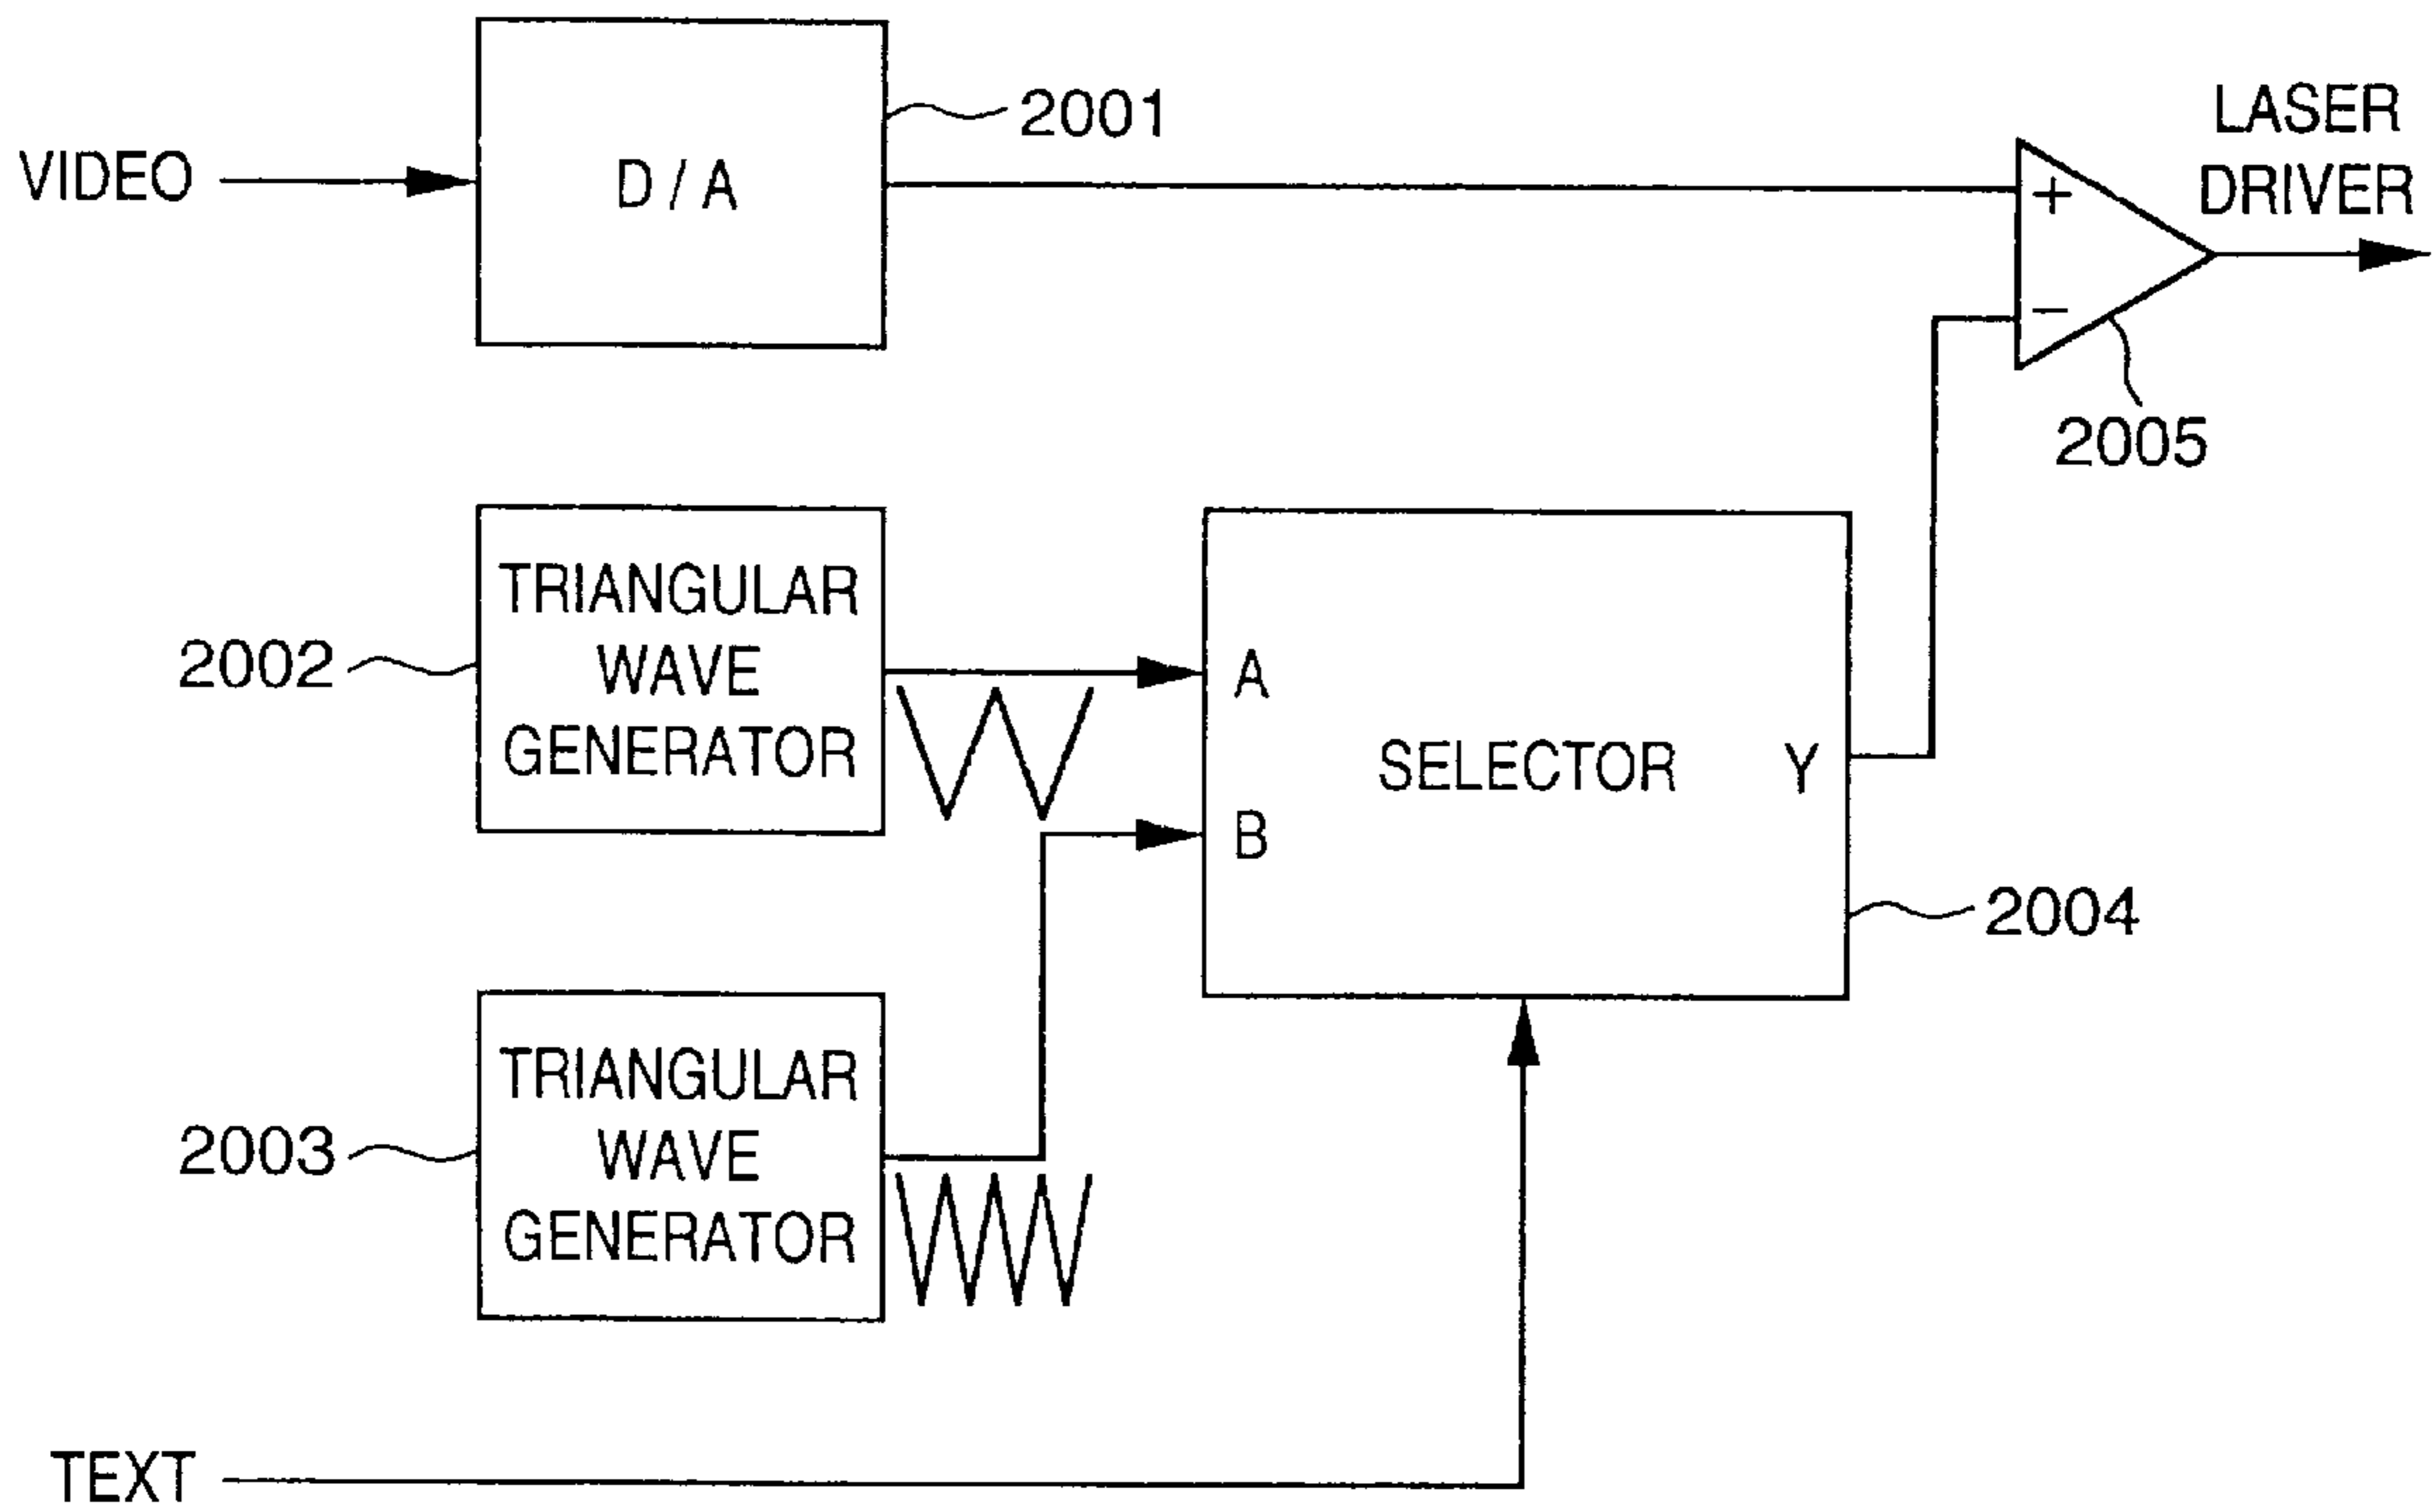 VIDEO
D / A
2001
+
−
LASER
DRIVER
2005
2002
TRIANGULAR
WAVE
GENERATOR
A
B
SELECTOR
Y
2004
2003
TRIANGULAR
WAVE
GENERATOR
TEXT